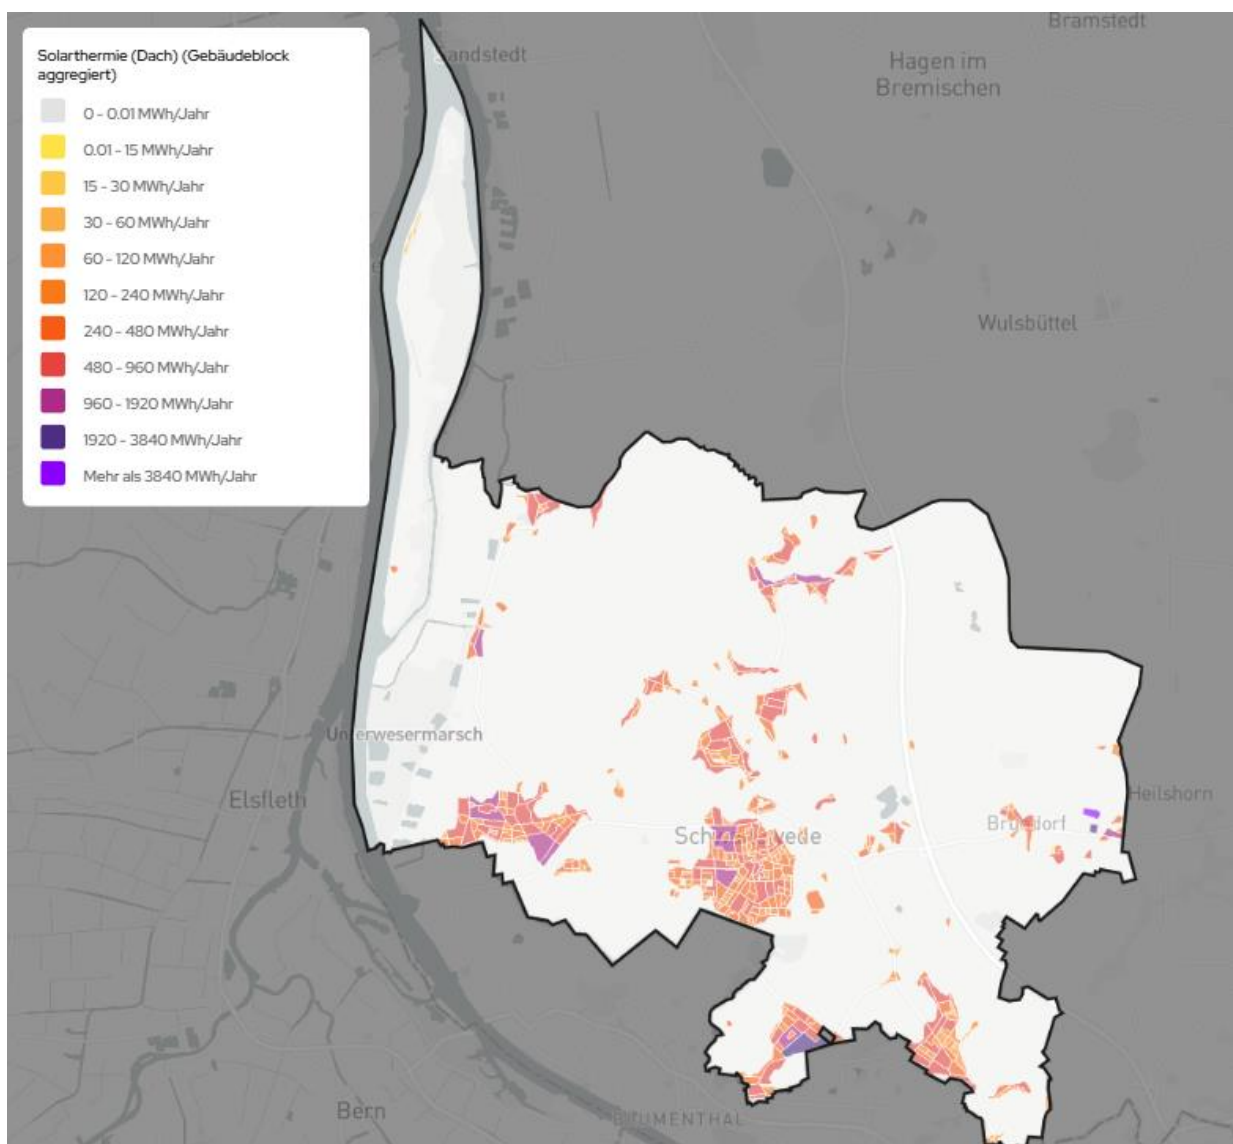 Solarthermie (Dach) (Gebäudeblock
aggregiert)
0 - 0.01 MWh/Jahr
0.01 - 15 MWh/Jahr
15 - 30 MWh/Jahr
30 - 60 MWh/Jahr
60 - 120 MWh/Jahr
120 - 240 MWh/Jahr
240 - 480 MWh/Jahr
480 - 960 MWh/Jahr
960 - 1920 MWh/Jahr
1920 - 3840 MWh/Jahr
Mehr als 3840 MWh/Jahr
Bramstedt
Sandstedt
Hagen im
Bremischen
Wulsbüttel
Unterwesermarsch
Elsfleth
Heilshorn
Bern